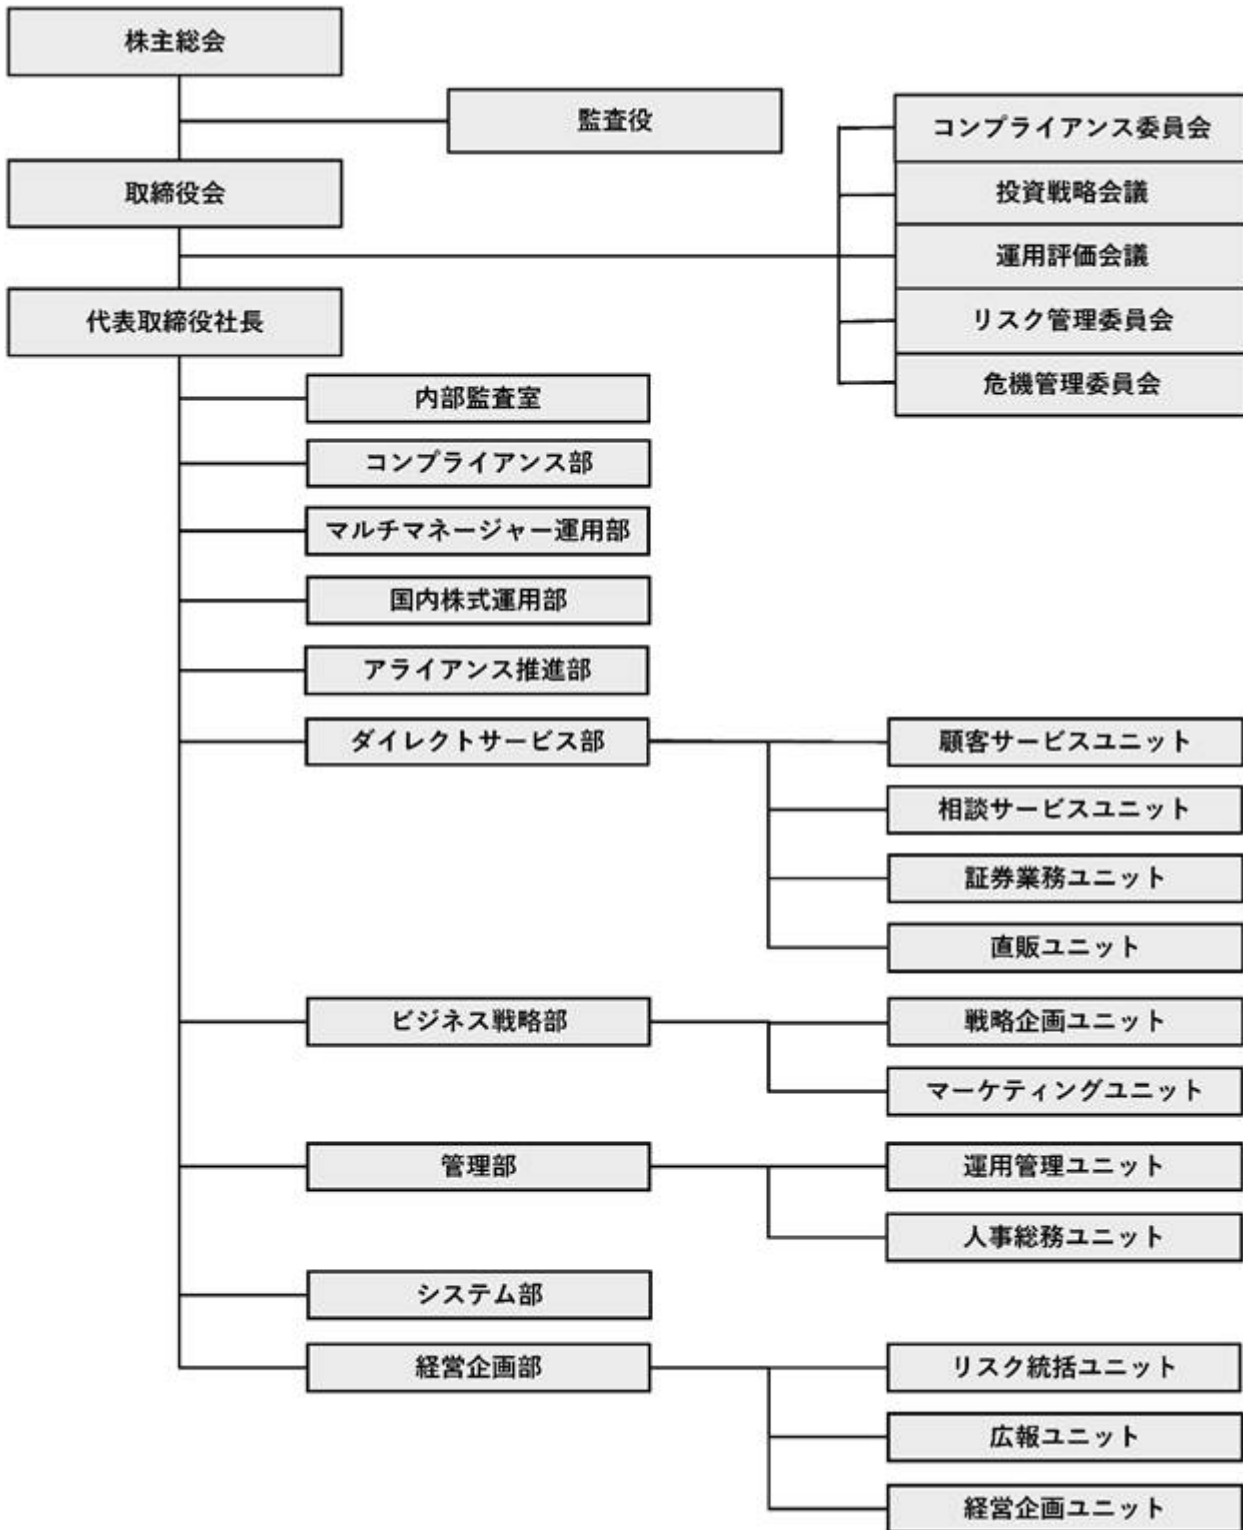 株主総会
監査役
取締役会
代表取締役社長
コンプライアンス委員会
投資戦略会議
運用評価会議
リスク管理委員会
危機管理委員会
内部監査室
コンプライアンス部
マルチマネージャー運用部
国内株式運用部
アライアンス推進部
ダイレクトサービス部
顧客サービスユニット
相談サービスユニット
証券業務ユニット
直販ユニット
ビジネス戦略部
戦略企画ユニット
マーケティングユニット
管理部
運用管理ユニット
人事総務ユニット
システム部
経営企画部
リスク統括ユニット
広報ユニット
経営企画ユニット